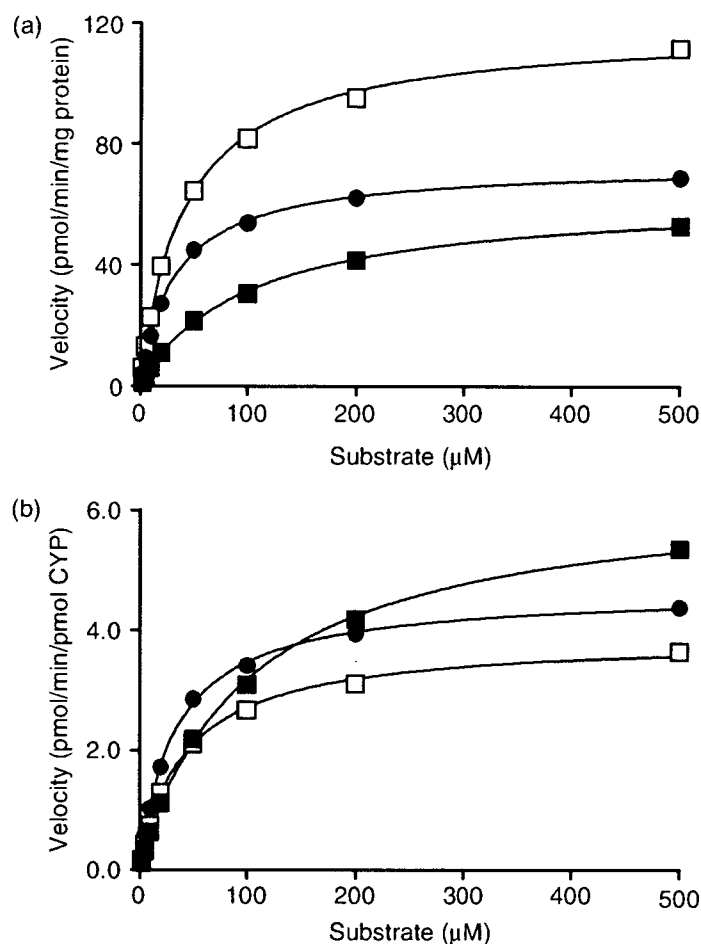 (a)
Velocity (pmol/min/mg protein)
120
80
40
0
0 100 200 300 400 500
Substrate (μM)
(b)
Velocity (pmol/min/pmol CYP)
6.0
4.0
2.0
0.0
0 100 200 300 400 500
Substrate (μM)